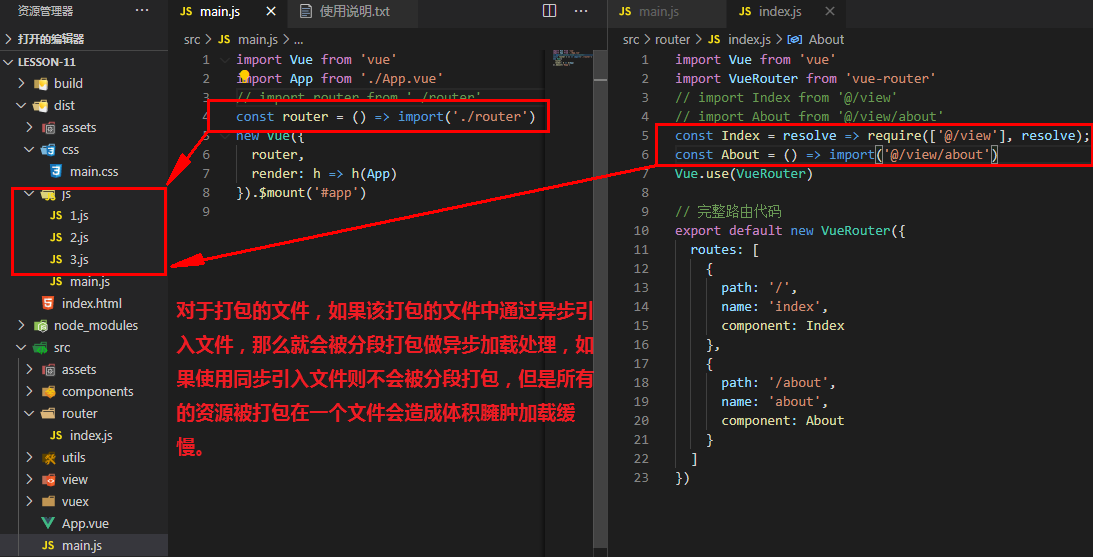 资源管理器
···
打开的编辑器
LESSON-11
build
dist
assets
css
main.css
js
1.js
2.js
3.js
main.js
index.html
node_modules
src
assets
components
router
index.js
utils
view
vuex
App.vue
main.js
JS main.js ×
使用说明.txt
···
src > JS main.js > ...
1 import Vue from 'vue'
2 import App from './App.vue'
3 // import router from './router'
4 const router = () => import('./router')
5 new Vue({
6 router,
7 render: h => h(App)
8 }).$mount('#app')
9
对于打包的文件，如果该打包的文件中通过异步引
入文件，那么就会被分段打包做异步加载处理，如
果使用同步引入文件则不会被分段打包，但是所有
的资源被打包在一个文件会造成体积臃肿加载缓
慢。
JS main.js
JS index.js ×
src > router > JS index.js > About
1 import Vue from 'vue'
2 import VueRouter from 'vue-router'
3 // import Index from '@/view'
4 // import About from '@/view/about'
5 const Index = resolve => require(['@/view'], resolve);
6 const About = () => import('@/view/about')
7 Vue.use(VueRouter)
8
9 // 完整路由代码
10 export default new VueRouter({
11 routes: [
12 {
13 path: '/',
14 name: 'index',
15 component: Index
16 },
17 {
18 path: '/about',
19 name: 'about',
20 component: About
21 }
22 ]
23 })